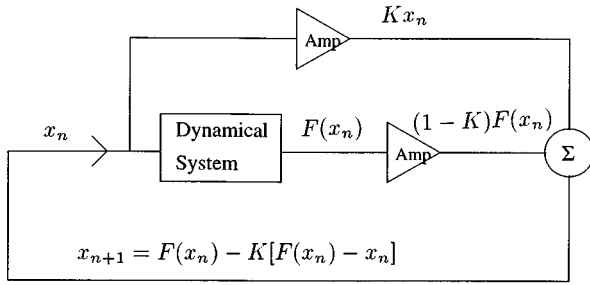 Kx_n
Amp
x_n
Dynamical
System
F(x_n)
Amp
(1 − K)F(x_n)
Σ
x_{n+1} = F(x_n) − K[F(x_n) − x_n]